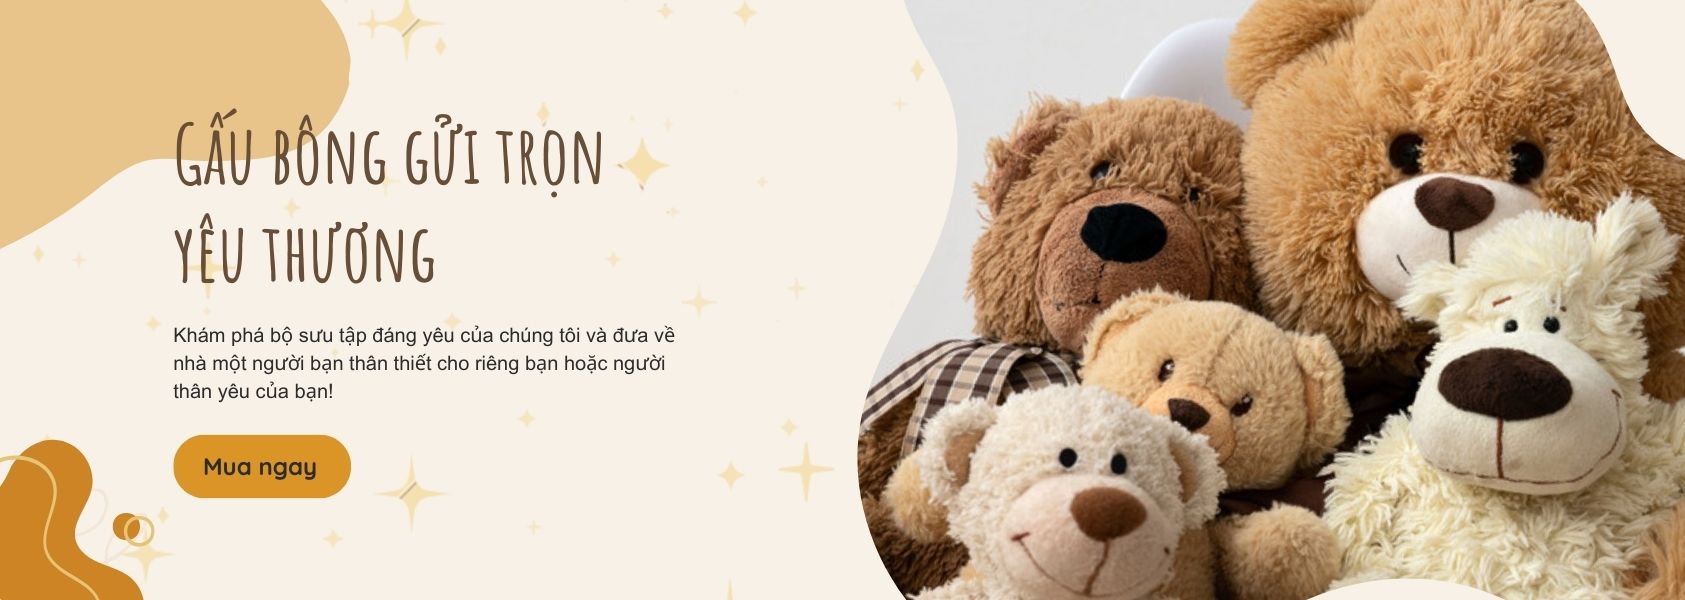 Gấu bông gửi trọn
yêu thương
Khám phá bộ sưu tập đáng yêu của chúng tôi và đưa về
nhà một người bạn thân thiết cho riêng bạn hoặc người
thân yêu của bạn!
Mua ngay